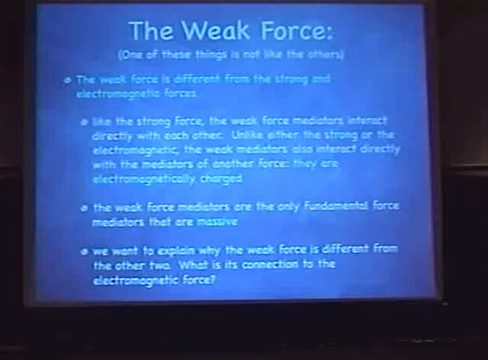 The Weak Force:
(One of these things is not like the others)
The weak force is different from the strong and
electromagnetic forces
like the strong force, the weak force mediators interact
directly with each other. Unlike either the strong or the
electromagnetic, the weak mediators also interact directly
with the mediators of another force: they are
electromagnetically charged
the weak force mediators are the only fundamental force
mediators that are massive
we want to explain why the weak force is different from
the other two. What is its connection to the
electromagnetic force?